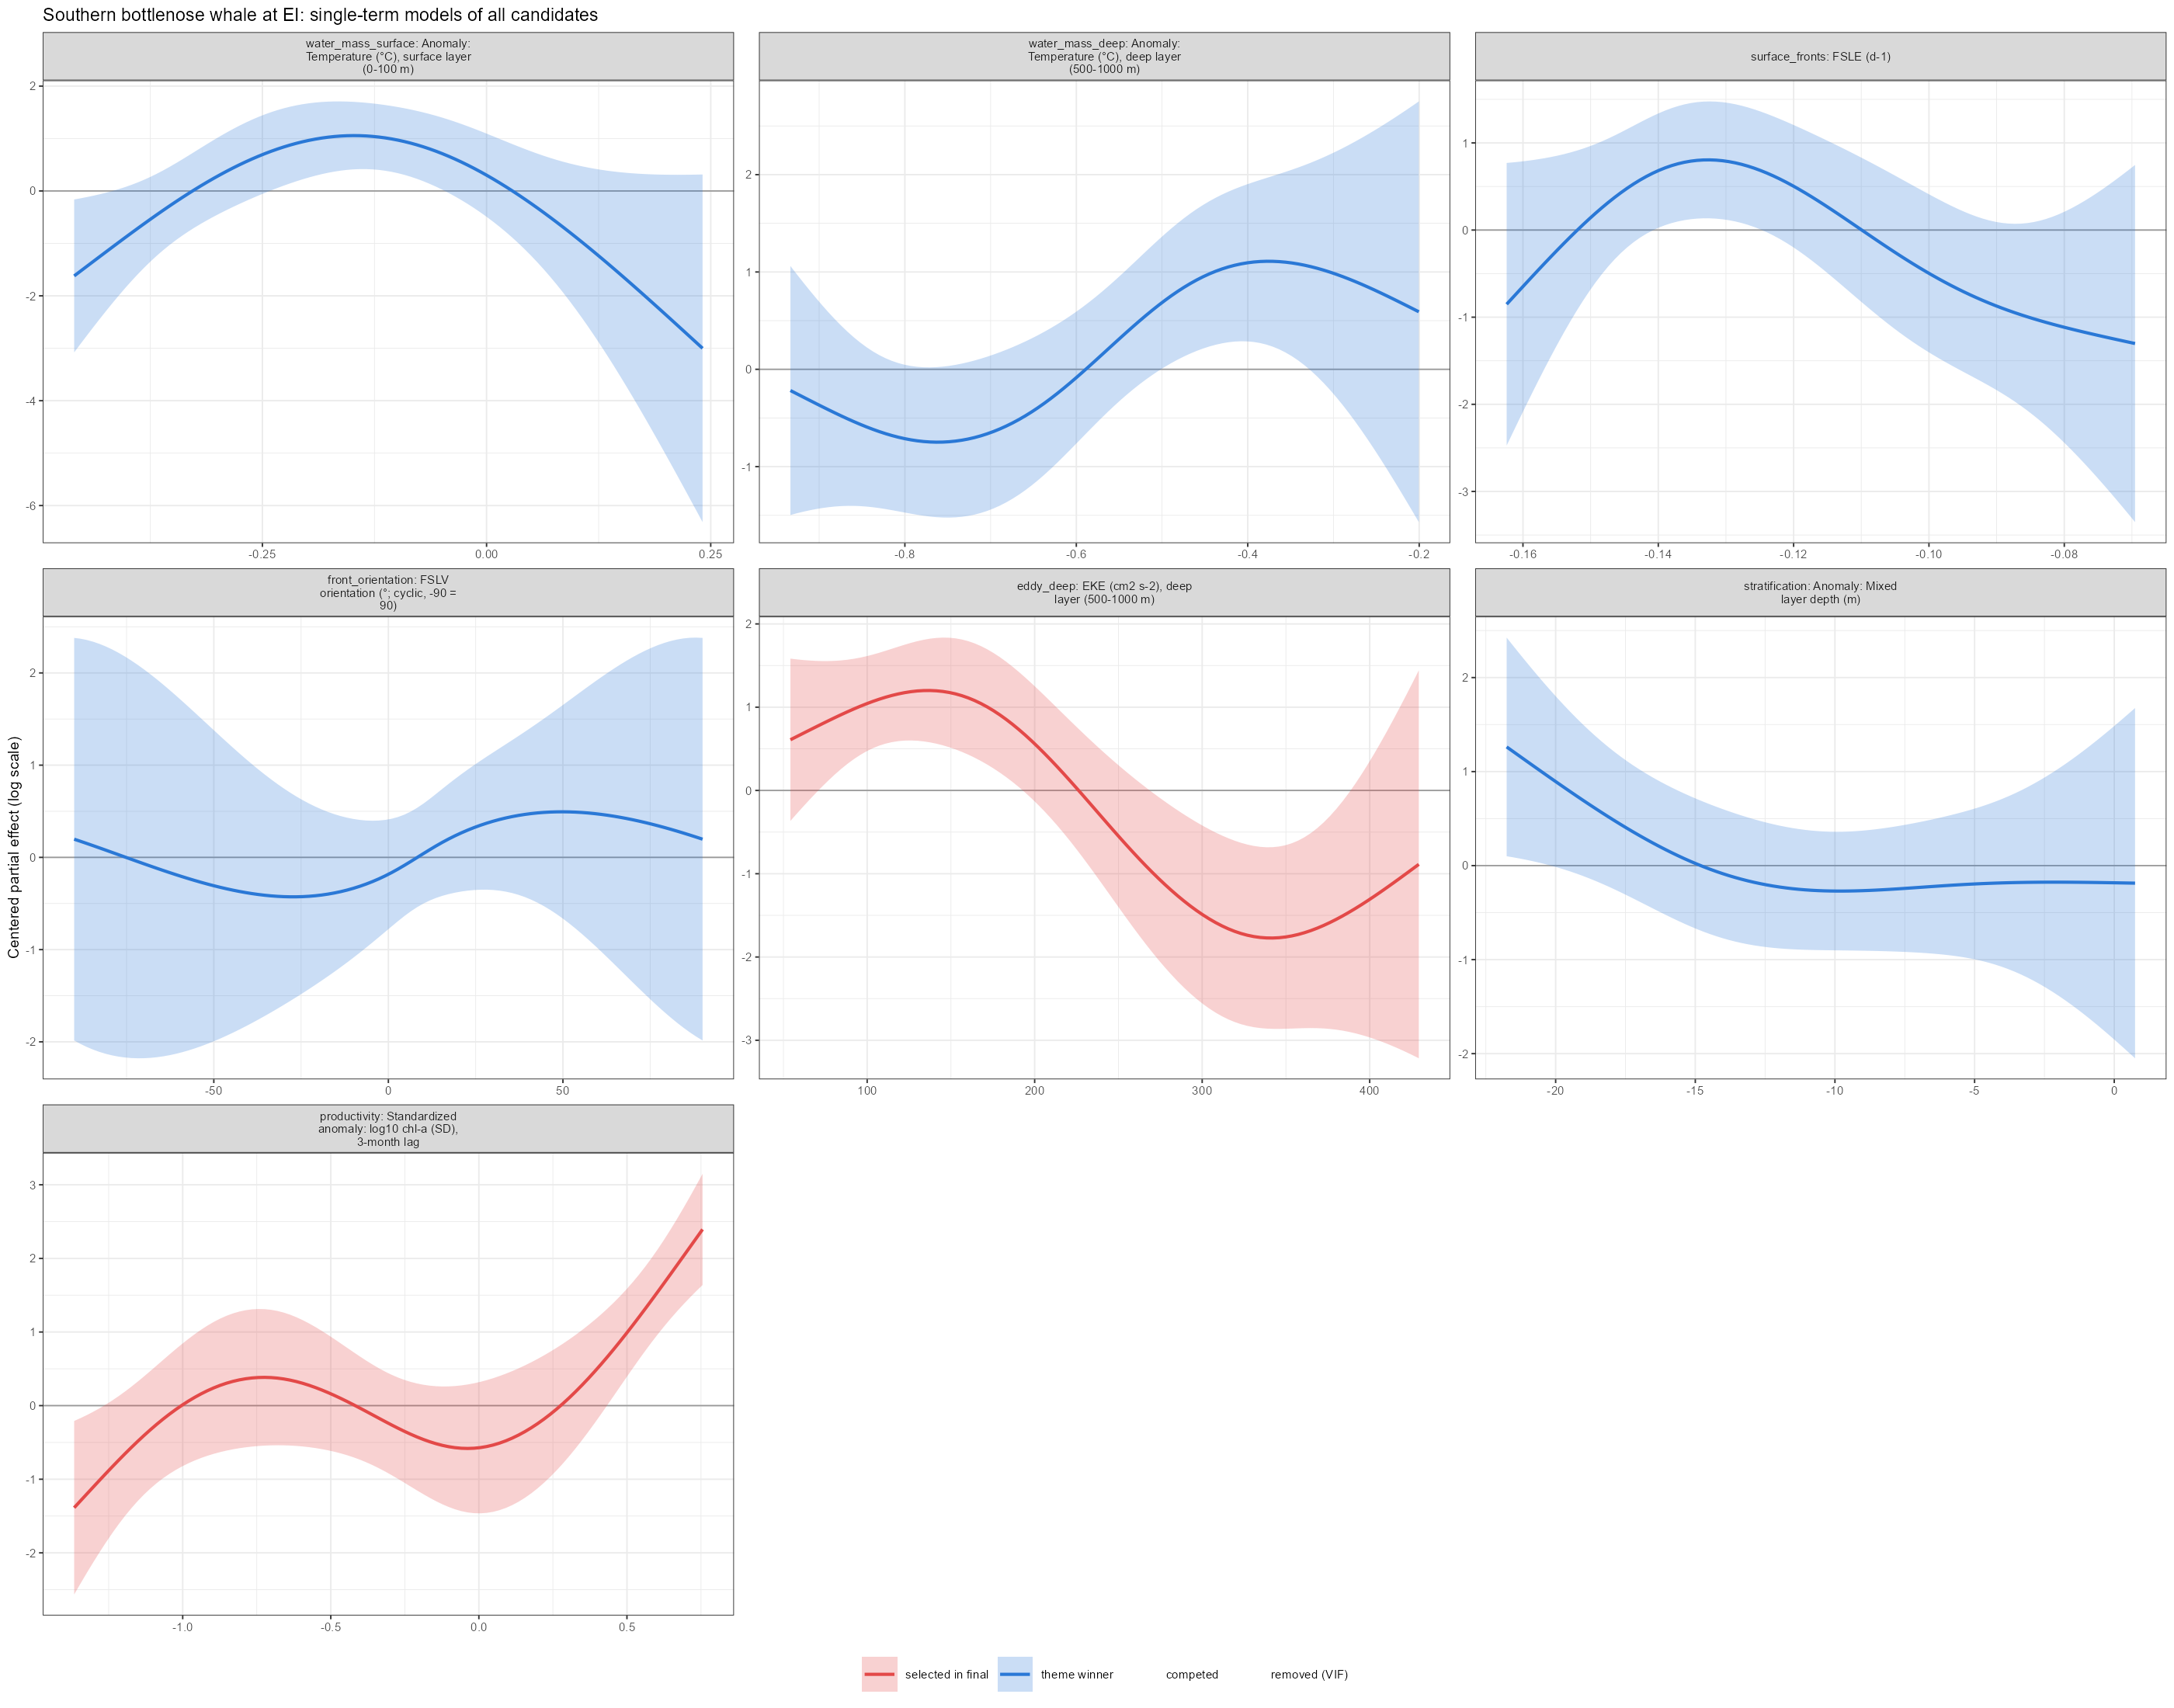 Southern bottlenose whale at EI: single-term models of all candidates
water_mass_surface: Anomaly:
Temperature (°C), surface layer
(0-100 m)
water_mass_deep: Anomaly:
Temperature (°C), deep layer
(500-1000 m)
surface_fronts: FSLE (d-1)
2
0
-2
-4
-6
-0.25
0.00
0.25
2
1
0
-1
-0.8
-0.6
-0.4
-0.2
1
0
-1
-2
-3
-0.16
-0.14
-0.12
-0.10
-0.08
front_orientation: FSLV
orientation (°; cyclic, -90 =
90)
eddy_deep: EKE (cm2 s-2), deep
layer (500-1000 m)
stratification: Anomaly: Mixed
layer depth (m)
Centered partial effect (log scale)
2
1
0
-1
-2
-50
0
50
2
1
0
-1
-2
-3
100
200
300
400
2
1
0
-1
-2
-20
-15
-10
-5
0
productivity: Standardized
anomaly: log10 chl-a (SD),
3-month lag
3
2
1
0
-1
-2
-1.0
-0.5
0.0
0.5
selected in final
theme winner
competed
removed (VIF)